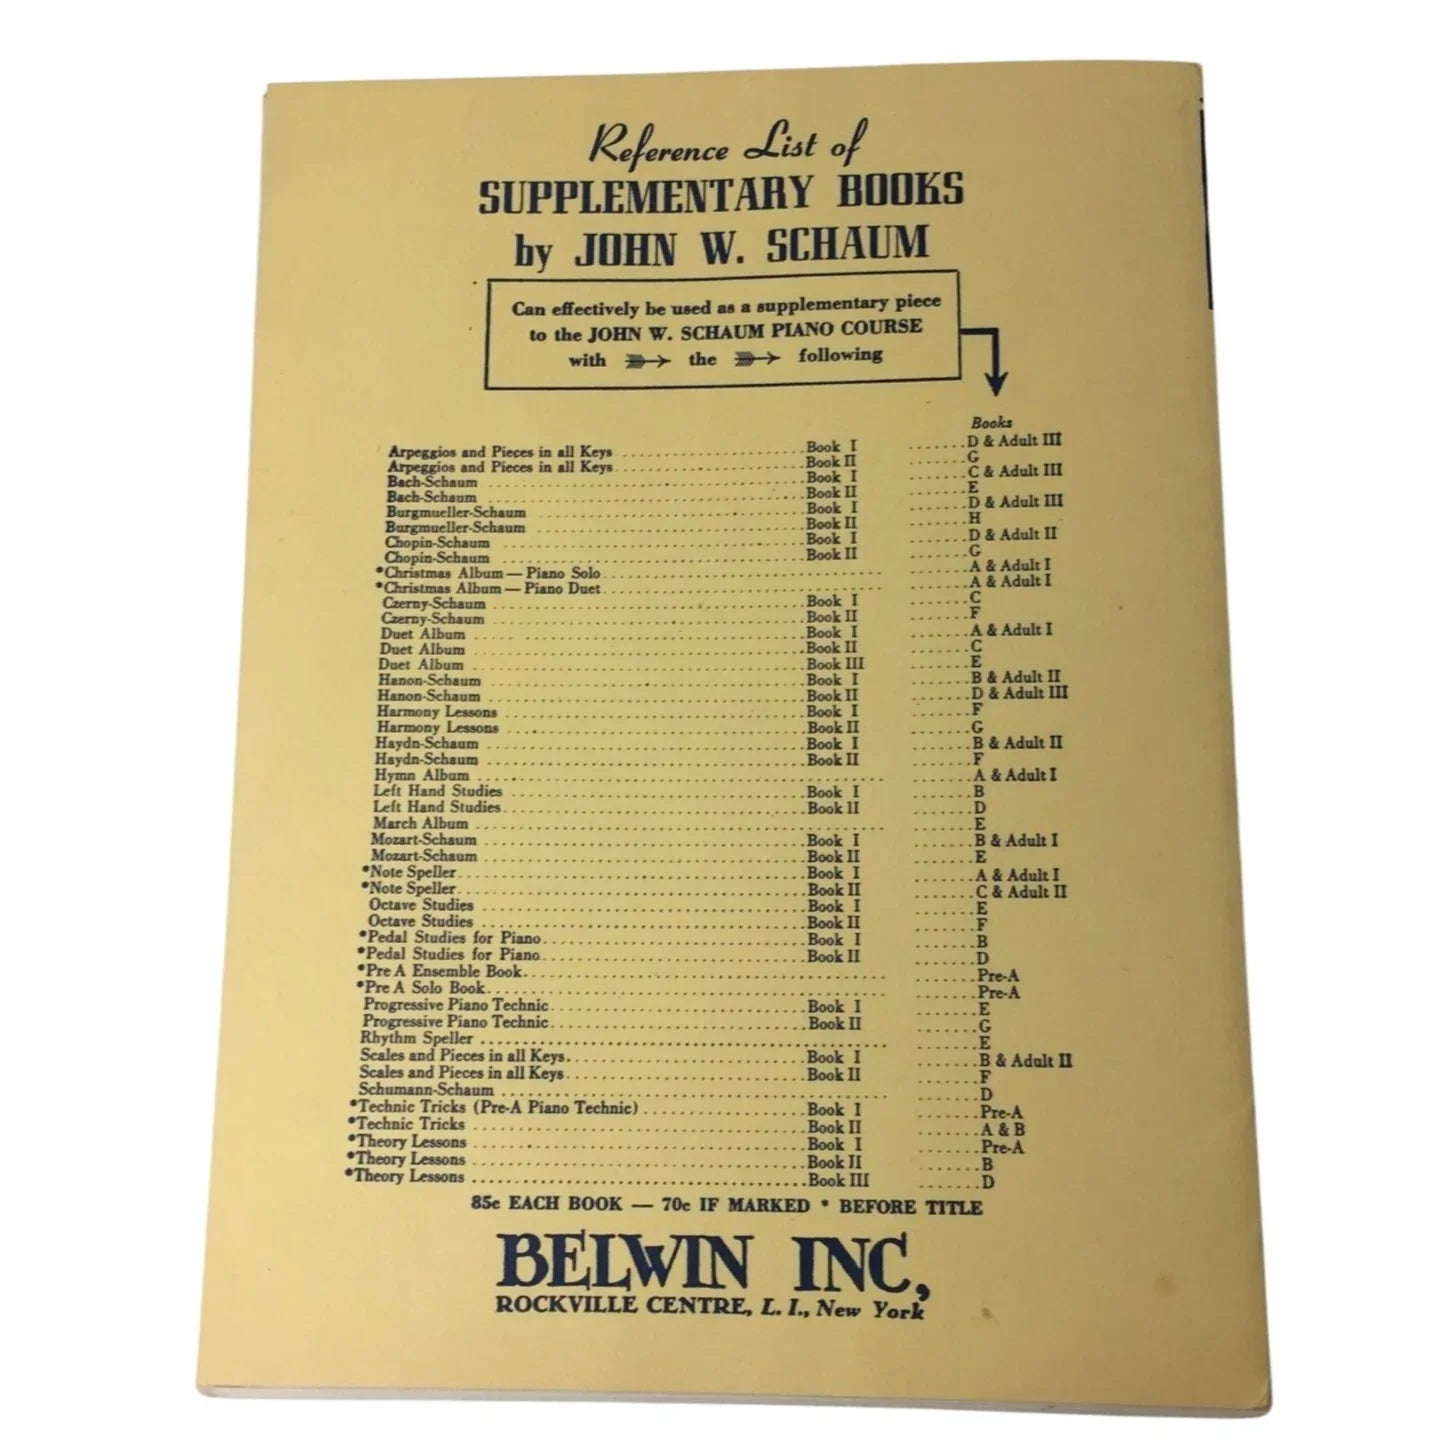 Reference List of
SUPPLEMENTARY BOOKS
by JOHN W. SCHAUM
Can effectively be used as a supplementary piece
to the JOHN W. SCHAUM PIANO COURSE
with the following
Books
Arpeggios and Pieces in all Keys Book I D & Adult III
Arpeggios and Pieces in all Keys Book II G
Bach-Schaum Book I C & Adult III
Bach-Schaum Book II E
Burgmueller-Schaum Book I D & Adult III
Burgmueller-Schaum Book II H
Chopin-Schaum Book I D & Adult II
Chopin-Schaum Book II G
*Christmas Album — Piano Solo A & Adult I
*Christmas Album — Piano Duet A & Adult I
Czerny-Schaum Book I C
Czerny-Schaum Book II F
Duet Album Book I A & Adult I
Duet Album Book II C
Duet Album Book III E
Hanon-Schaum Book I B & Adult II
Hanon-Schaum Book II D & Adult III
Harmony Lessons Book I F
Harmony Lessons Book II G
Haydn-Schaum Book I B & Adult II
Haydn-Schaum Book II F
Hymn Album A & Adult I
Left Hand Studies Book I B
Left Hand Studies Book II D
March Album E
Mozart-Schaum Book I B & Adult I
Mozart-Schaum Book II E
*Note Speller Book I A & Adult I
*Note Speller Book II C & Adult II
Octave Studies Book I E
Octave Studies Book II F
*Pedal Studies for Piano Book I B
*Pedal Studies for Piano Book II D
*Pre A Ensemble Book Pre-A
*Pre A Solo Book Pre-A
Progressive Piano Technic Book I E
Progressive Piano Technic Book II G
Rhythm Speller E
Scales and Pieces in all Keys Book I B & Adult II
Scales and Pieces in all Keys Book II F
Schumann-Schaum D
*Technic Tricks (Pre-A Piano Technic) Book I Pre-A
*Technic Tricks Book II A & B
*Theory Lessons Book I Pre-A
*Theory Lessons Book II B
*Theory Lessons Book III D
85c EACH BOOK — 70c IF MARKED * BEFORE TITLE
BELWIN INC,
ROCKVILLE CENTRE, L. I., New York